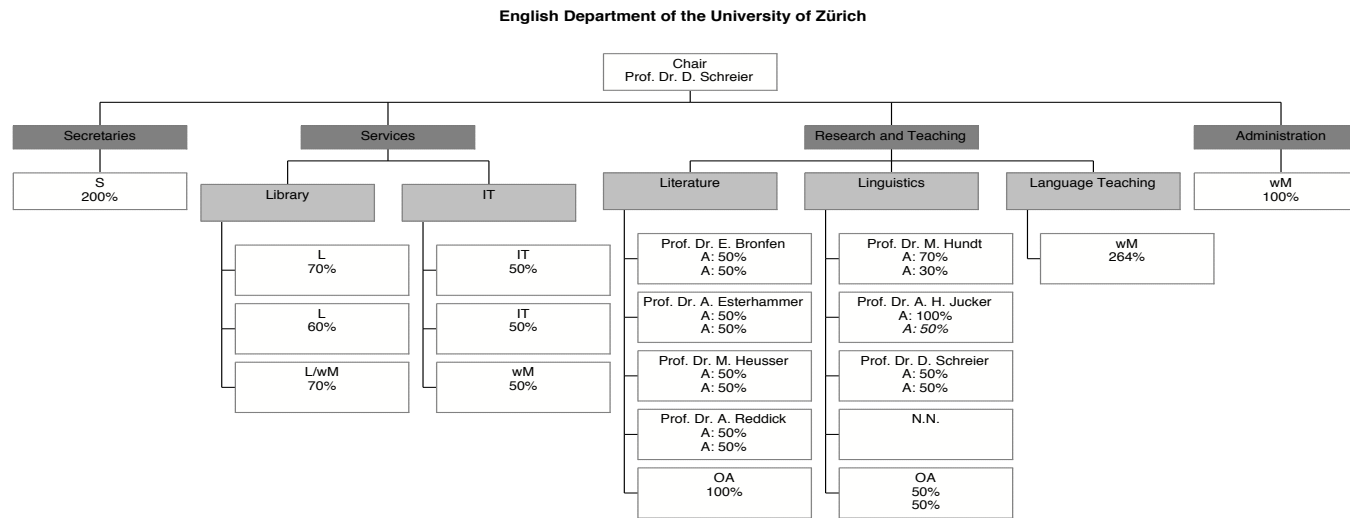 English Department of the University of Zürich
Chair
Prof. Dr. D. Schreier
Secretaries
S
200%
Services
Library
L
70%
L
60%
L/wM
70%
IT
IT
50%
IT
50%
wM
50%
Research and Teaching
Literature
Prof. Dr. E. Bronfen
A: 50%
A: 50%
Prof. Dr. A. Esterhammer
A: 50%
A: 50%
Prof. Dr. M. Heusser
A: 50%
A: 50%
Prof. Dr. A. Reddick
A: 50%
A: 50%
OA
100%
Linguistics
Prof. Dr. M. Hundt
A: 70%
A: 30%
Prof. Dr. A. H. Jucker
A: 100%
A: 50%
Prof. Dr. D. Schreier
A: 50%
A: 50%
N.N.
OA
50%
50%
Language Teaching
wM
264%
Administration
wM
100%